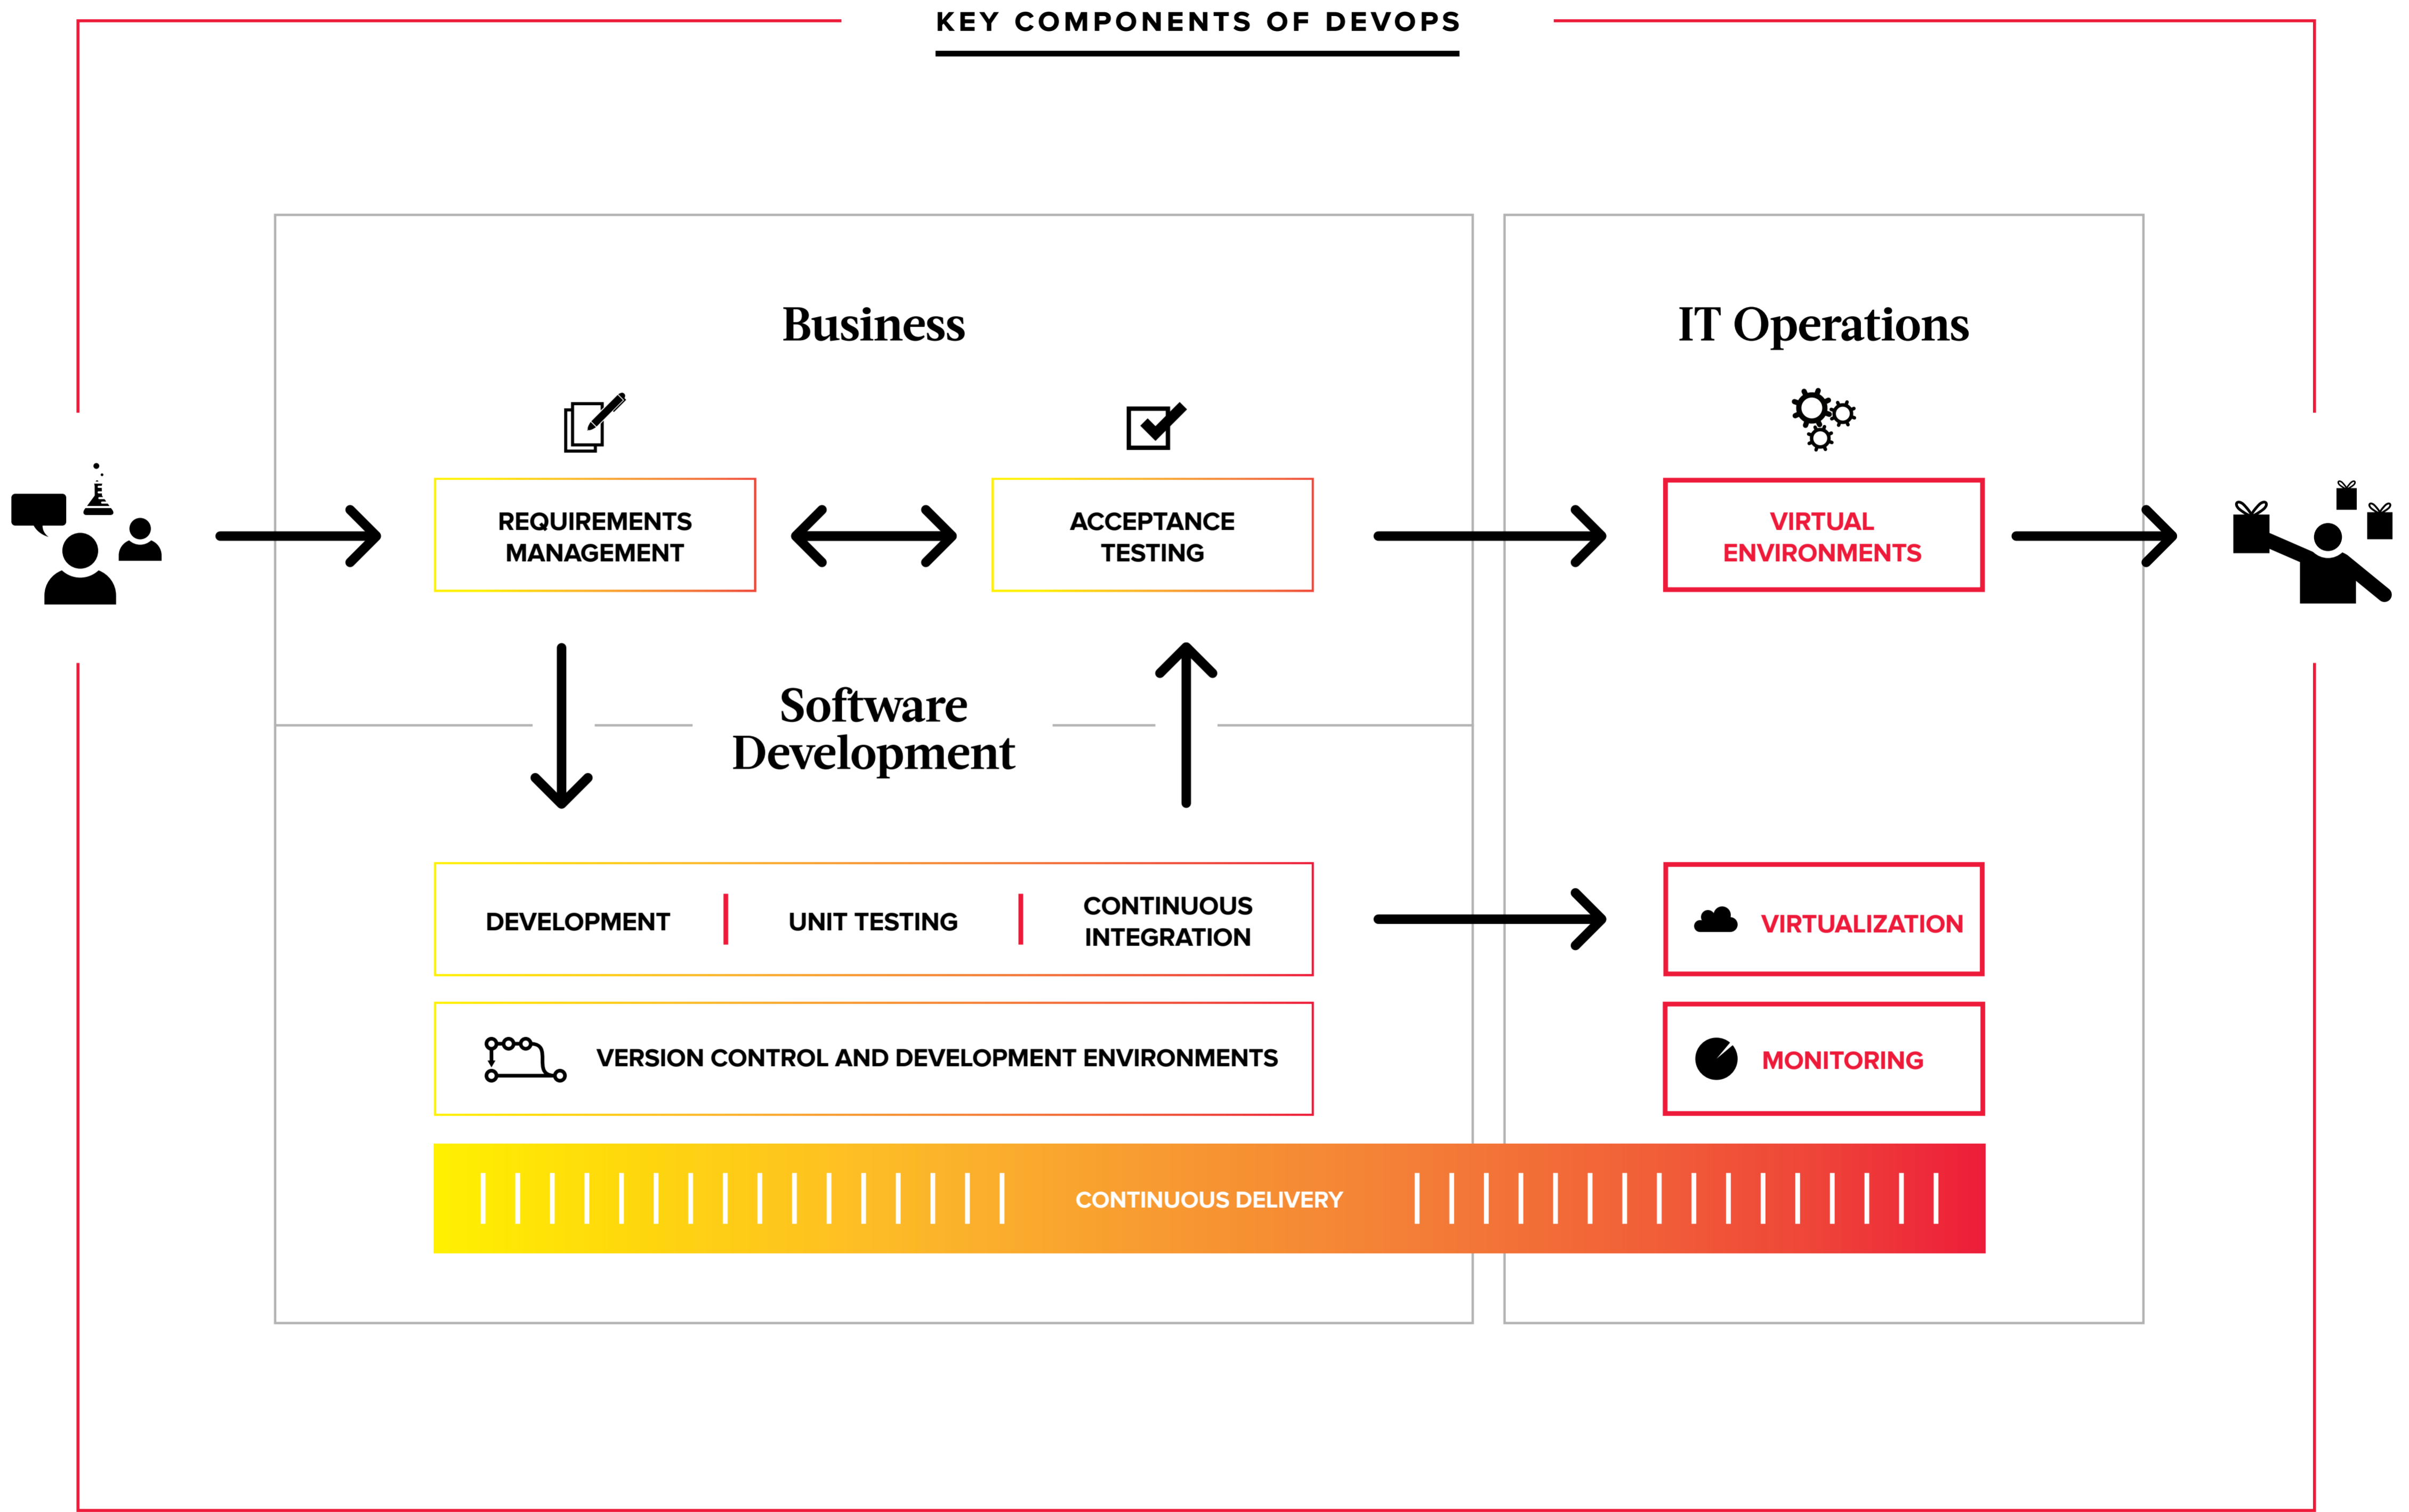 KEY COMPONENTS OF DEVOPS
Business
IT Operations
REQUIREMENTS
MANAGEMENT
ACCEPTANCE
TESTING
VIRTUAL
ENVIRONMENTS
Software
Development
DEVELOPMENT
UNIT TESTING
CONTINUOUS
INTEGRATION
VIRTUALIZATION
VERSION CONTROL AND DEVELOPMENT ENVIRONMENTS
MONITORING
CONTINUOUS DELIVERY